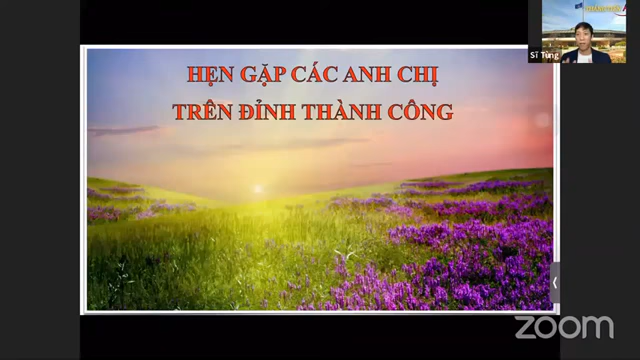 HẸN GẶP CÁC ANH CHỊ
TRÊN ĐỈNH THÀNH CÔNG
Sĩ Tùng
zoom